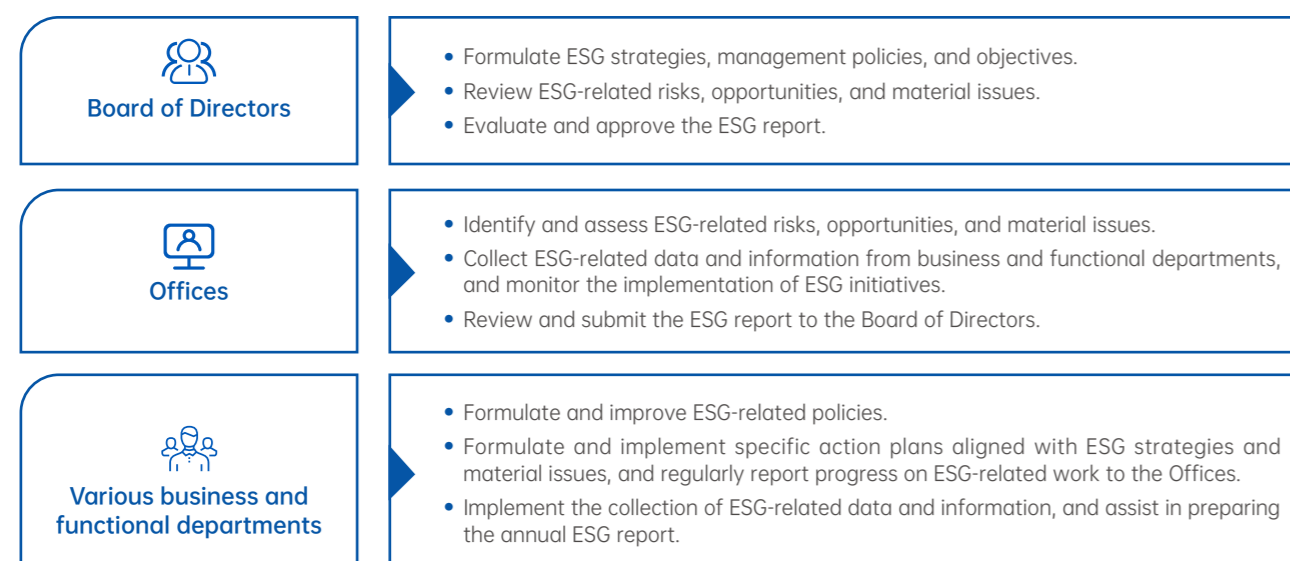 Board of Directors
• Formulate ESG strategies, management policies, and objectives.
• Review ESG-related risks, opportunities, and material issues.
• Evaluate and approve the ESG report.
Offices
• Identify and assess ESG-related risks, opportunities, and material issues.
• Collect ESG-related data and information from business and functional departments,
and monitor the implementation of ESG initiatives.
• Review and submit the ESG report to the Board of Directors.
Various business and
functional departments
• Formulate and improve ESG-related policies.
• Formulate and implement specific action plans aligned with ESG strategies and
material issues, and regularly report progress on ESG-related work to the Offices.
• Implement the collection of ESG-related data and information, and assist in preparing
the annual ESG report.